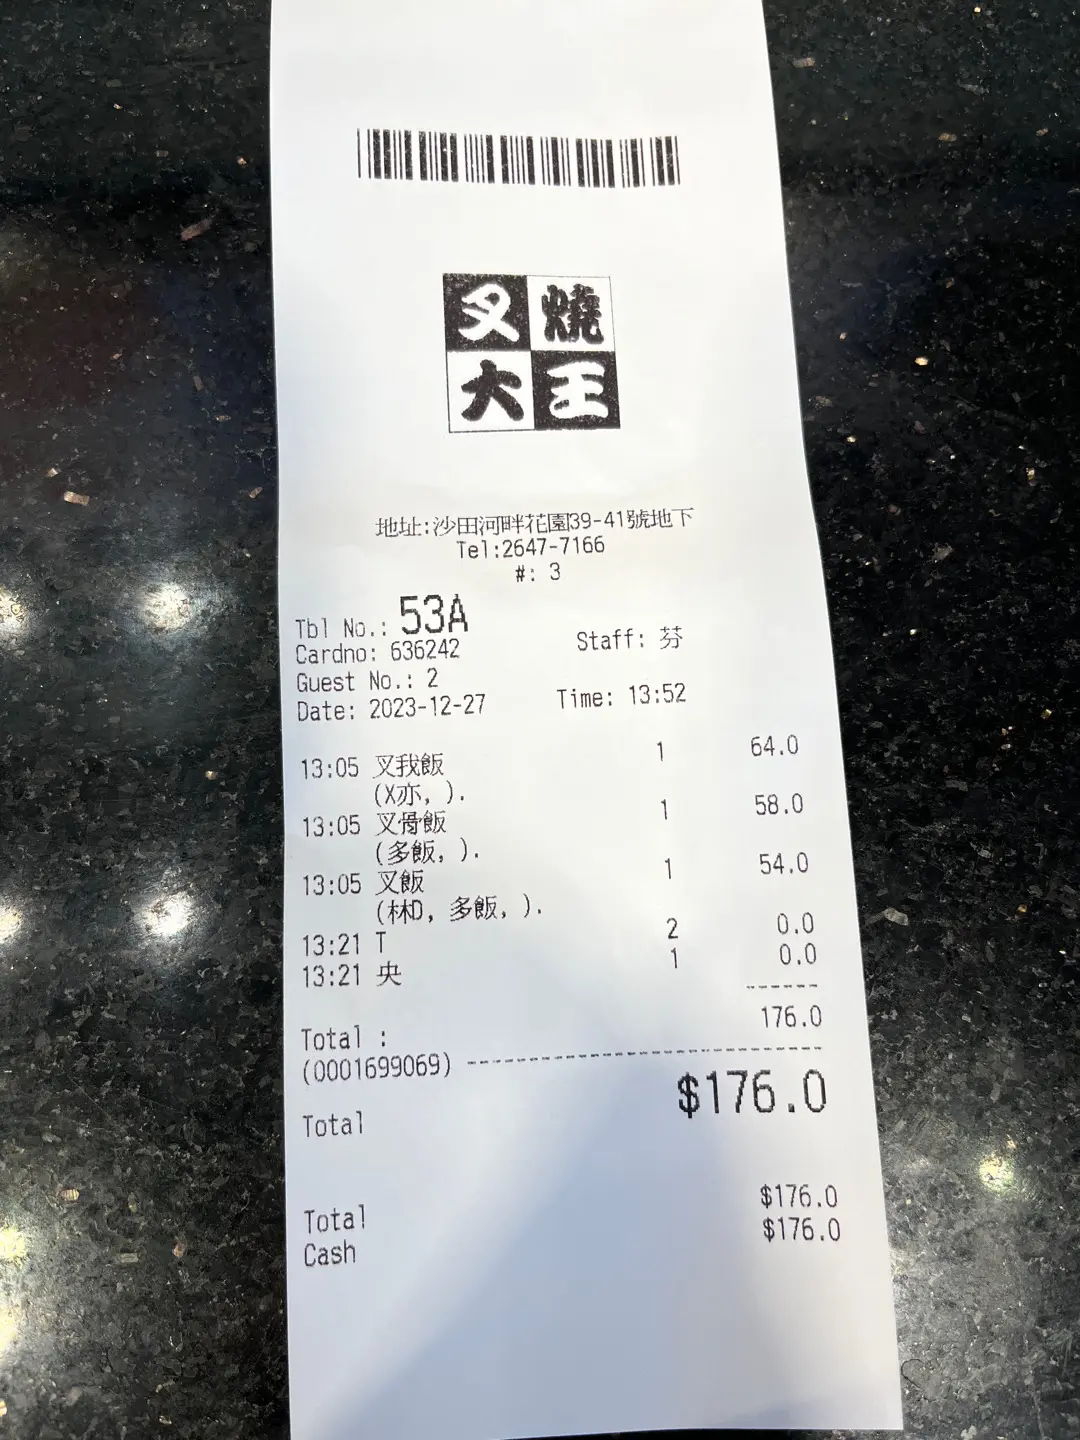 叉燒
大王
地址:沙田河畔花園39-41號地下
Tel:2647-7166
#: 3
Tbl No.: 53A
Cardno: 636242 Staff: 芬
Guest No.: 2
Date: 2023-12-27 Time: 13:52
13:05 叉我飯 1 64.0
(X亦, ).
13:05 叉骨飯 1 58.0
(多飯, ).
13:05 叉飯 1 54.0
(林D, 多飯, ).
13:21 T 2 0.0
13:21 央 1 0.0
------
Total : 176.0
(0001699069) ------------------------------
Total $176.0
Total $176.0
Cash $176.0